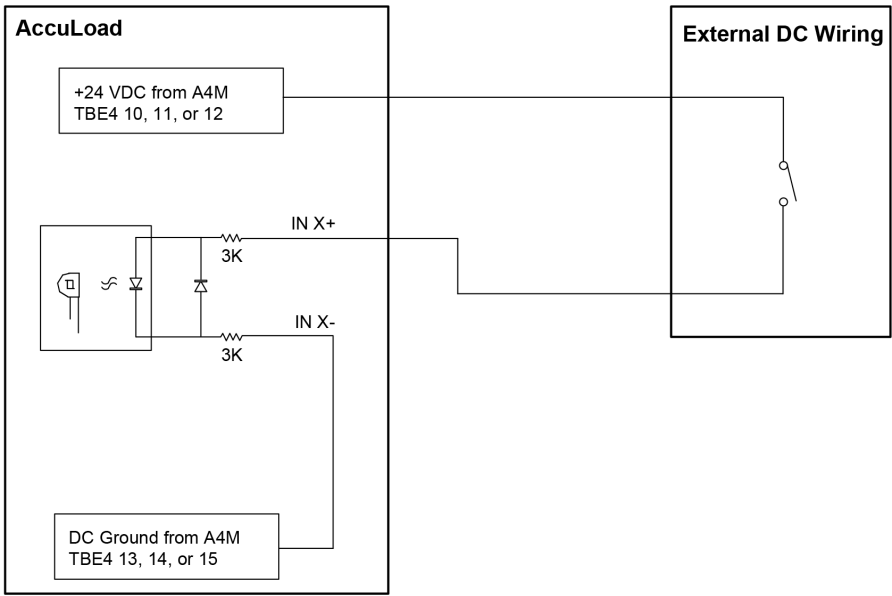 AccuLoad
External DC Wiring
+24 VDC from A4M
TBE4 10, 11, or 12
IN X+
3K
IN X-
3K
DC Ground from A4M
TBE4 13, 14, or 15